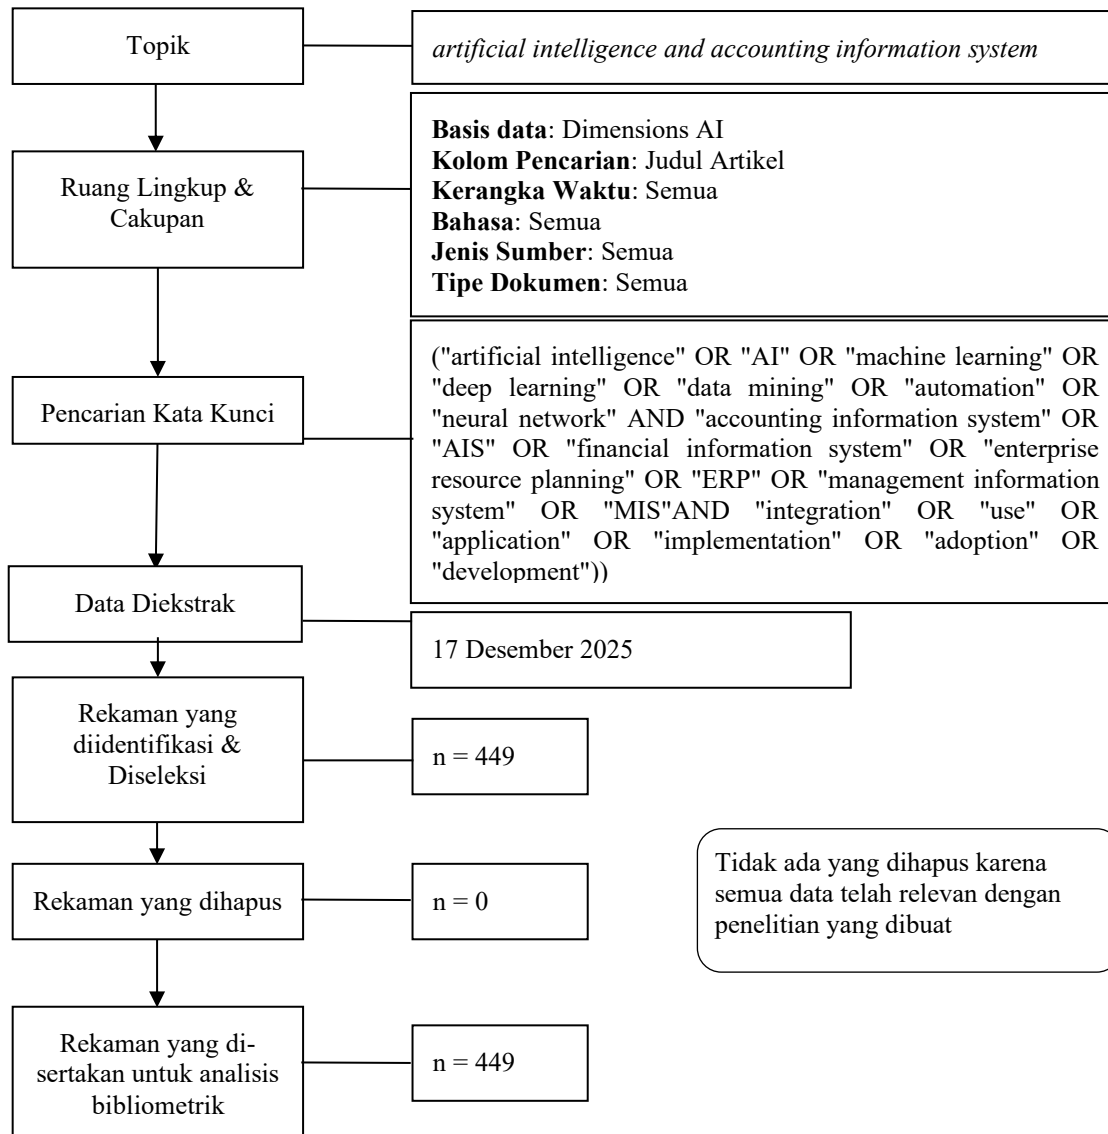 Topik
artificial intelligence and accounting information system
Ruang Lingkup &
Cakupan
Basis data: Dimensions AI
Kolom Pencarian: Judul Artikel
Kerangka Waktu: Semua
Bahasa: Semua
Jenis Sumber: Semua
Tipe Dokumen: Semua
Pencarian Kata Kunci
("artificial intelligence" OR "AI" OR "machine learning" OR
"deep learning" OR "data mining" OR "automation" OR
"neural network" AND "accounting information system" OR
"AIS" OR "financial information system" OR "enterprise
resource planning" OR "ERP" OR "management information
system" OR "MIS"AND "integration" OR "use" OR
"application" OR "implementation" OR "adoption" OR
"development"))
Data Diekstrak
17 Desember 2025
Rekaman yang
diidentifikasi &
Diseleksi
n = 449
Rekaman yang dihapus
n = 0
Tidak ada yang dihapus karena
semua data telah relevan dengan
penelitian yang dibuat
Rekaman yang di-
sertakan untuk analisis
bibliometrik
n = 449